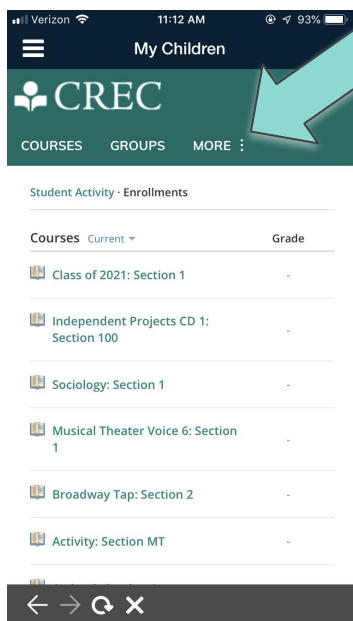 Verizon 11:12 AM 93%
My Children
CREC
COURSES GROUPS MORE
Student Activity · Enrollments
Courses Current Grade
Class of 2021: Section 1 -
Independent Projects CD 1:
Section 100 -
Sociology: Section 1 -
Musical Theater Voice 6: Section
1 -
Broadway Tap: Section 2 -
Activity: Section MT -